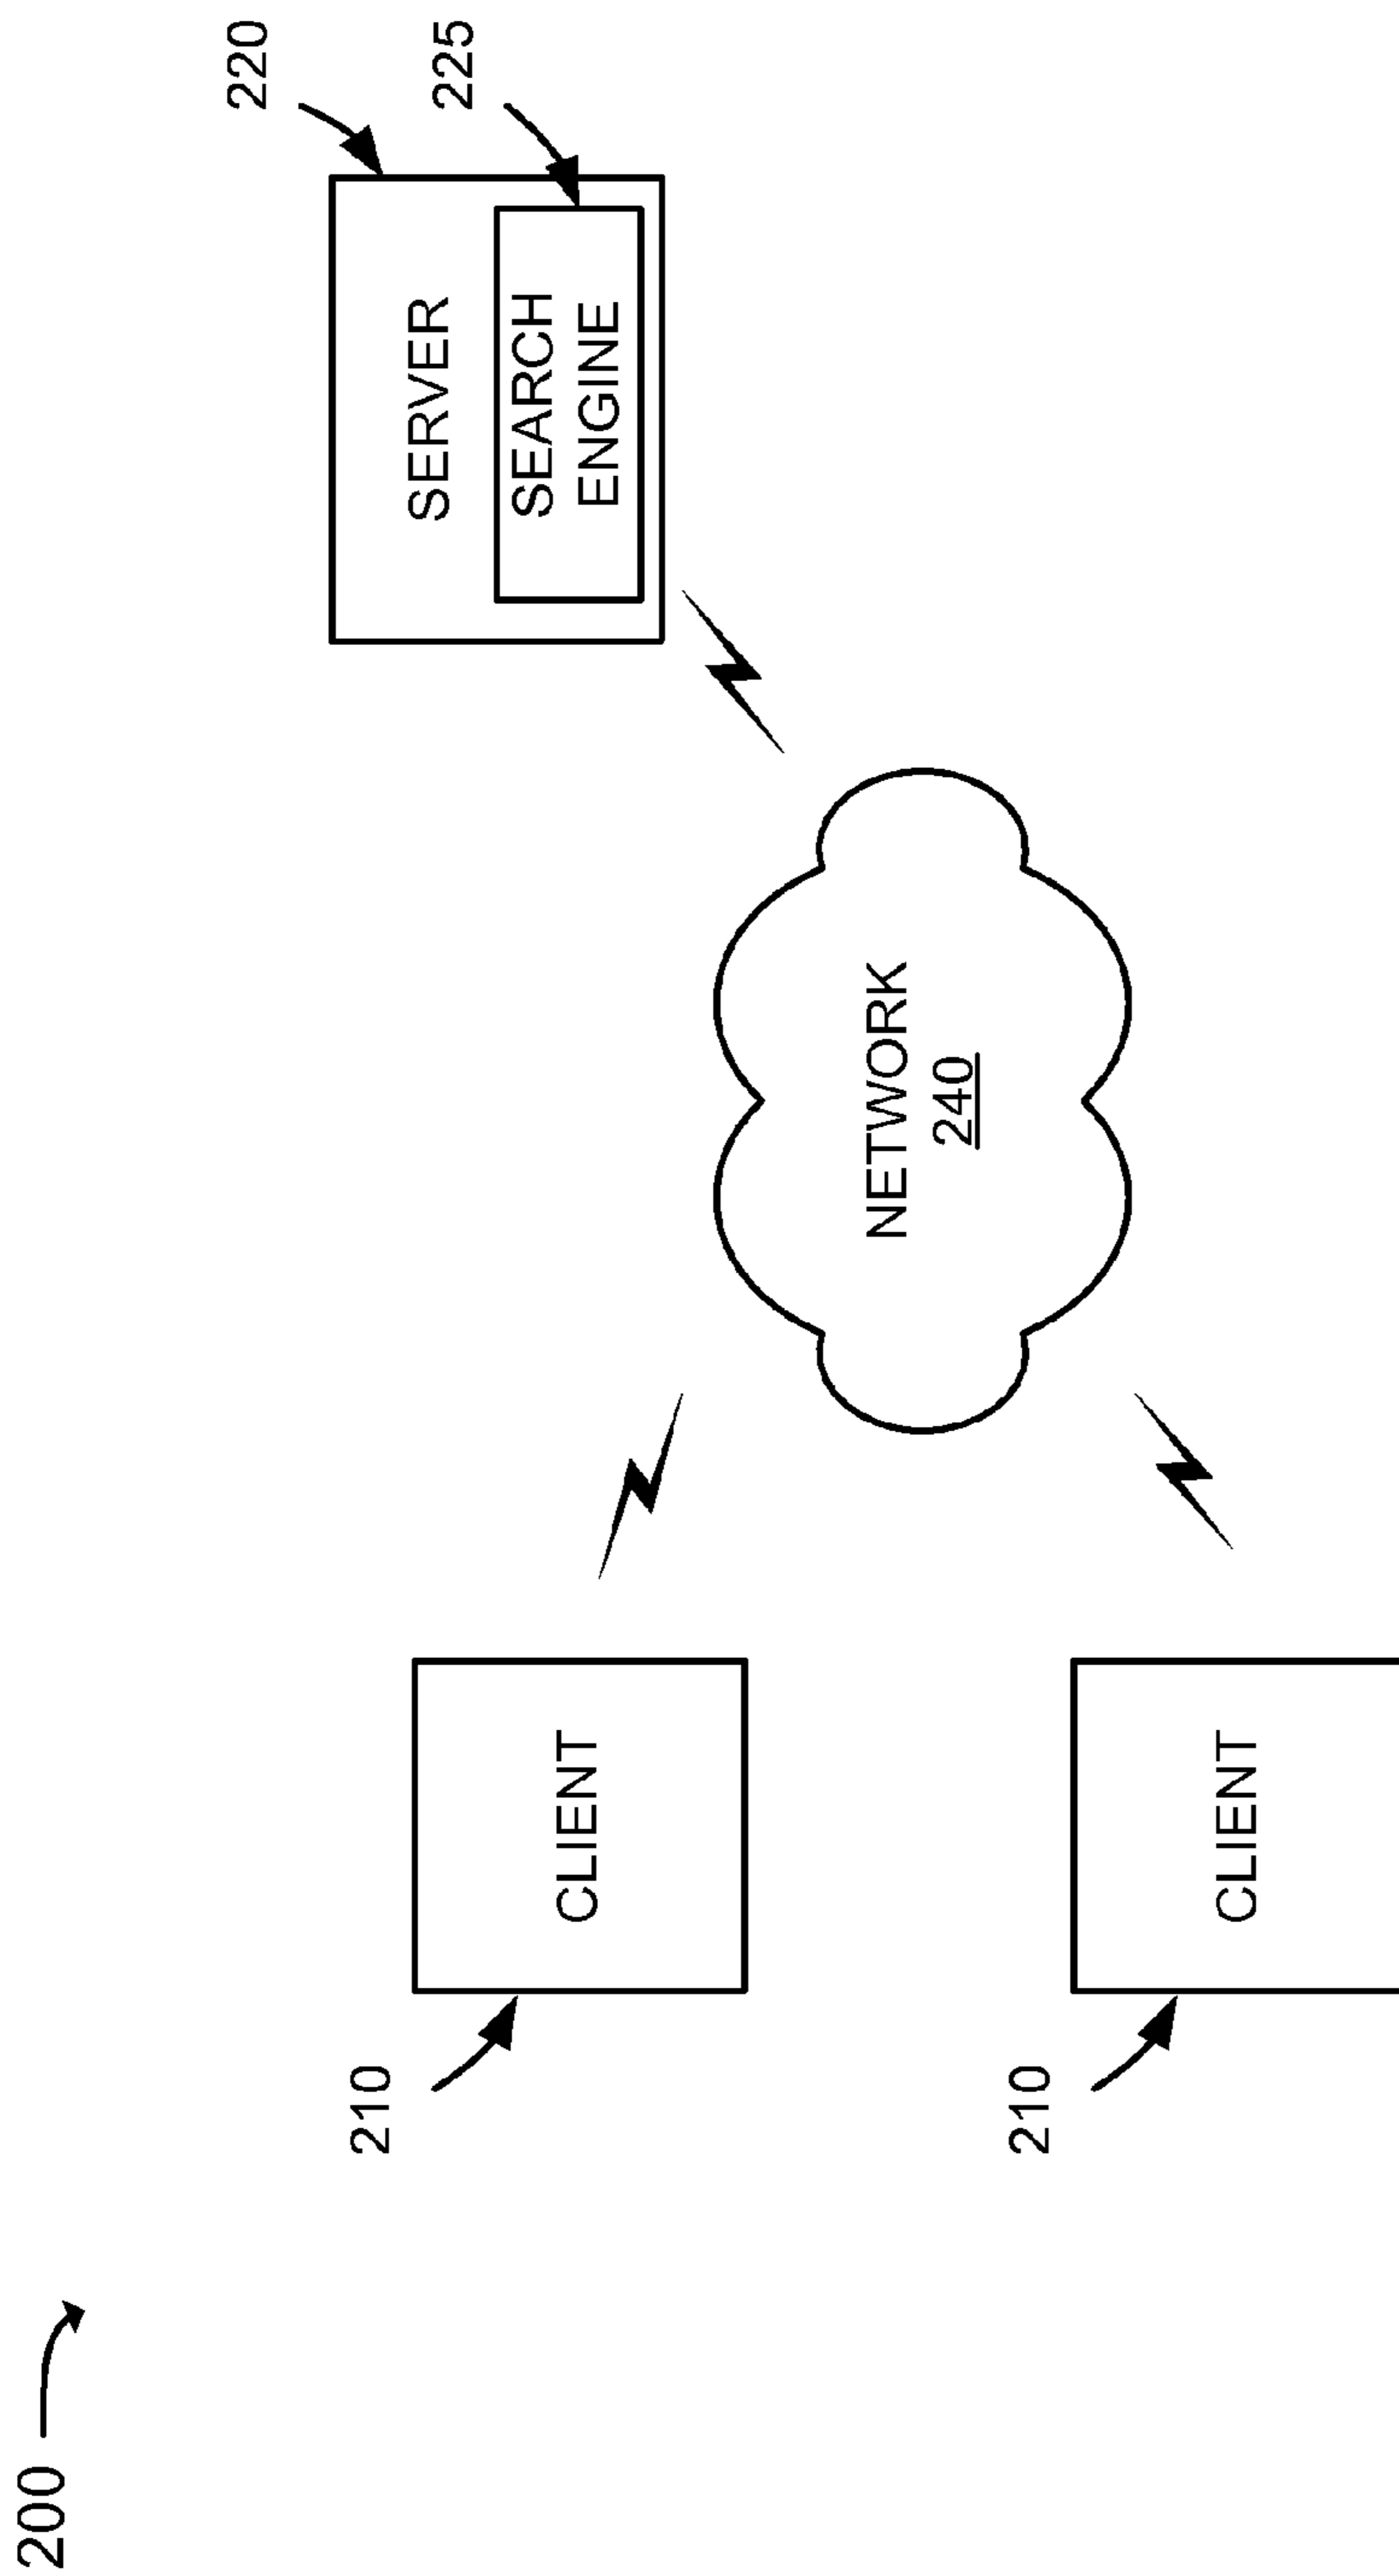 200
210
CLIENT
210
CLIENT
NETWORK
240
220
SERVER
225
SEARCH
ENGINE